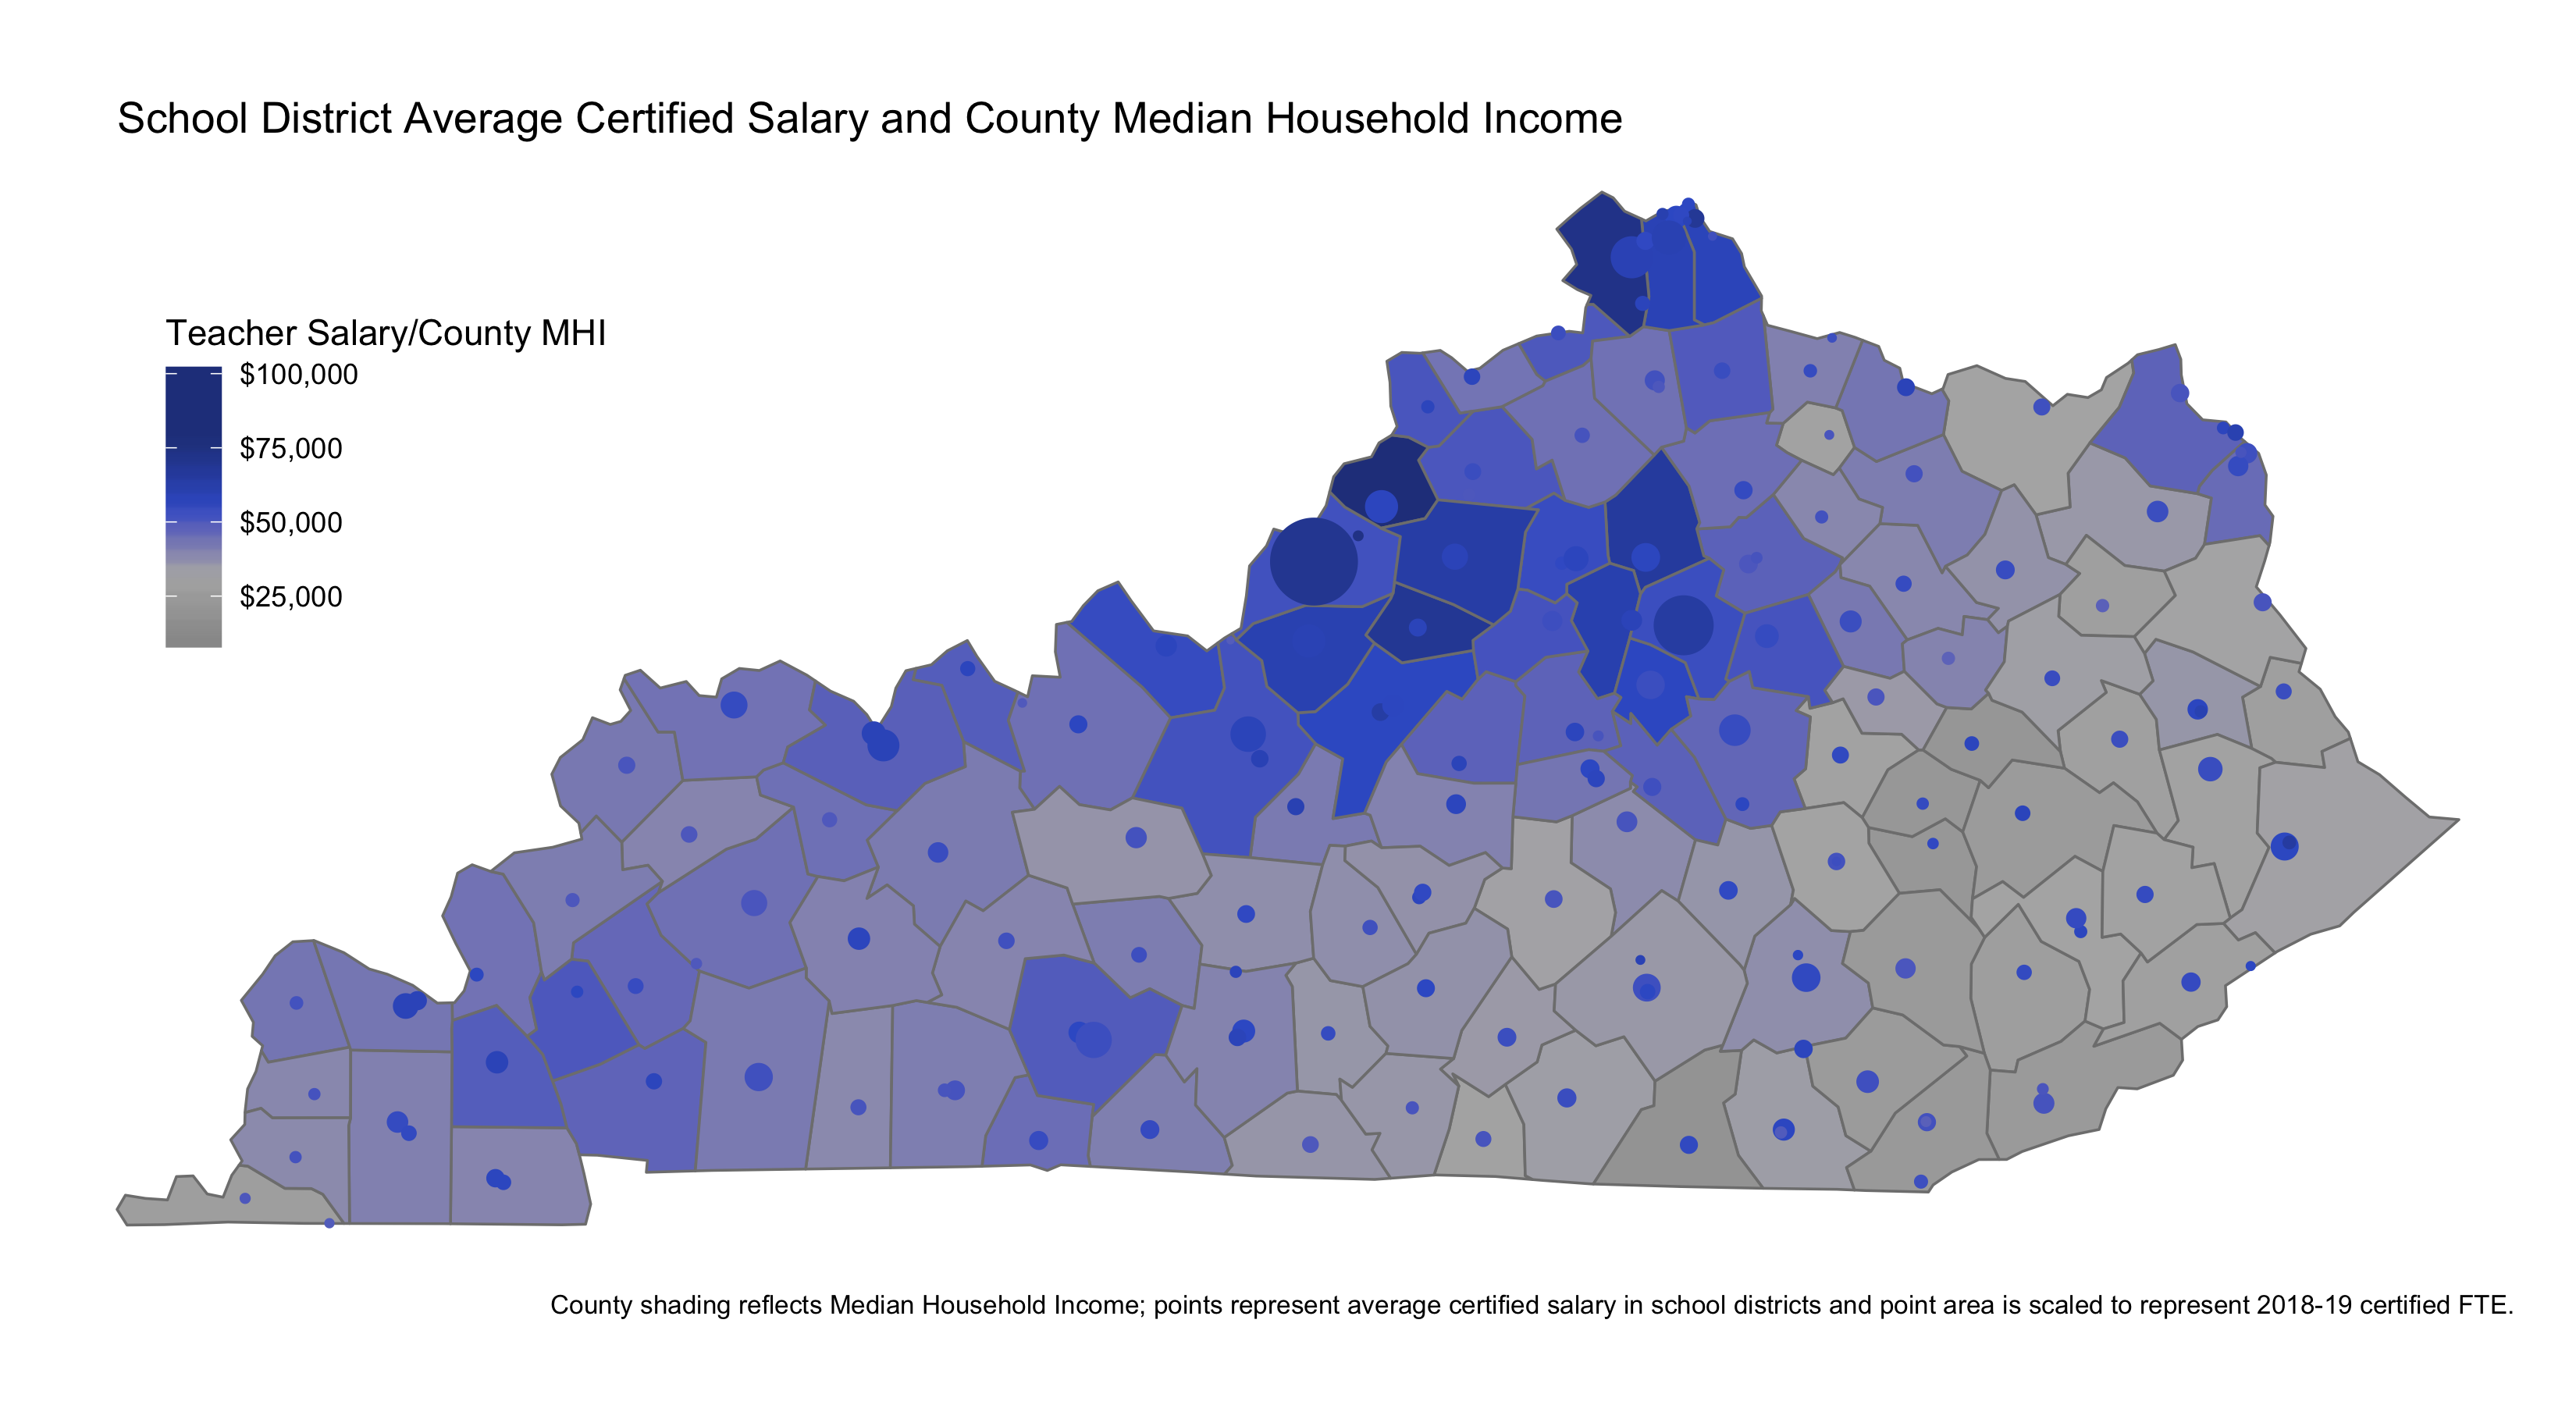 School District Average Certified Salary and County Median Household Income
Teacher Salary/County MHI
$100,000
$75,000
$50,000
$25,000
County shading reflects Median Household Income; points represent average certified salary in school districts and point area is scaled to represent 2018-19 certified FTE.